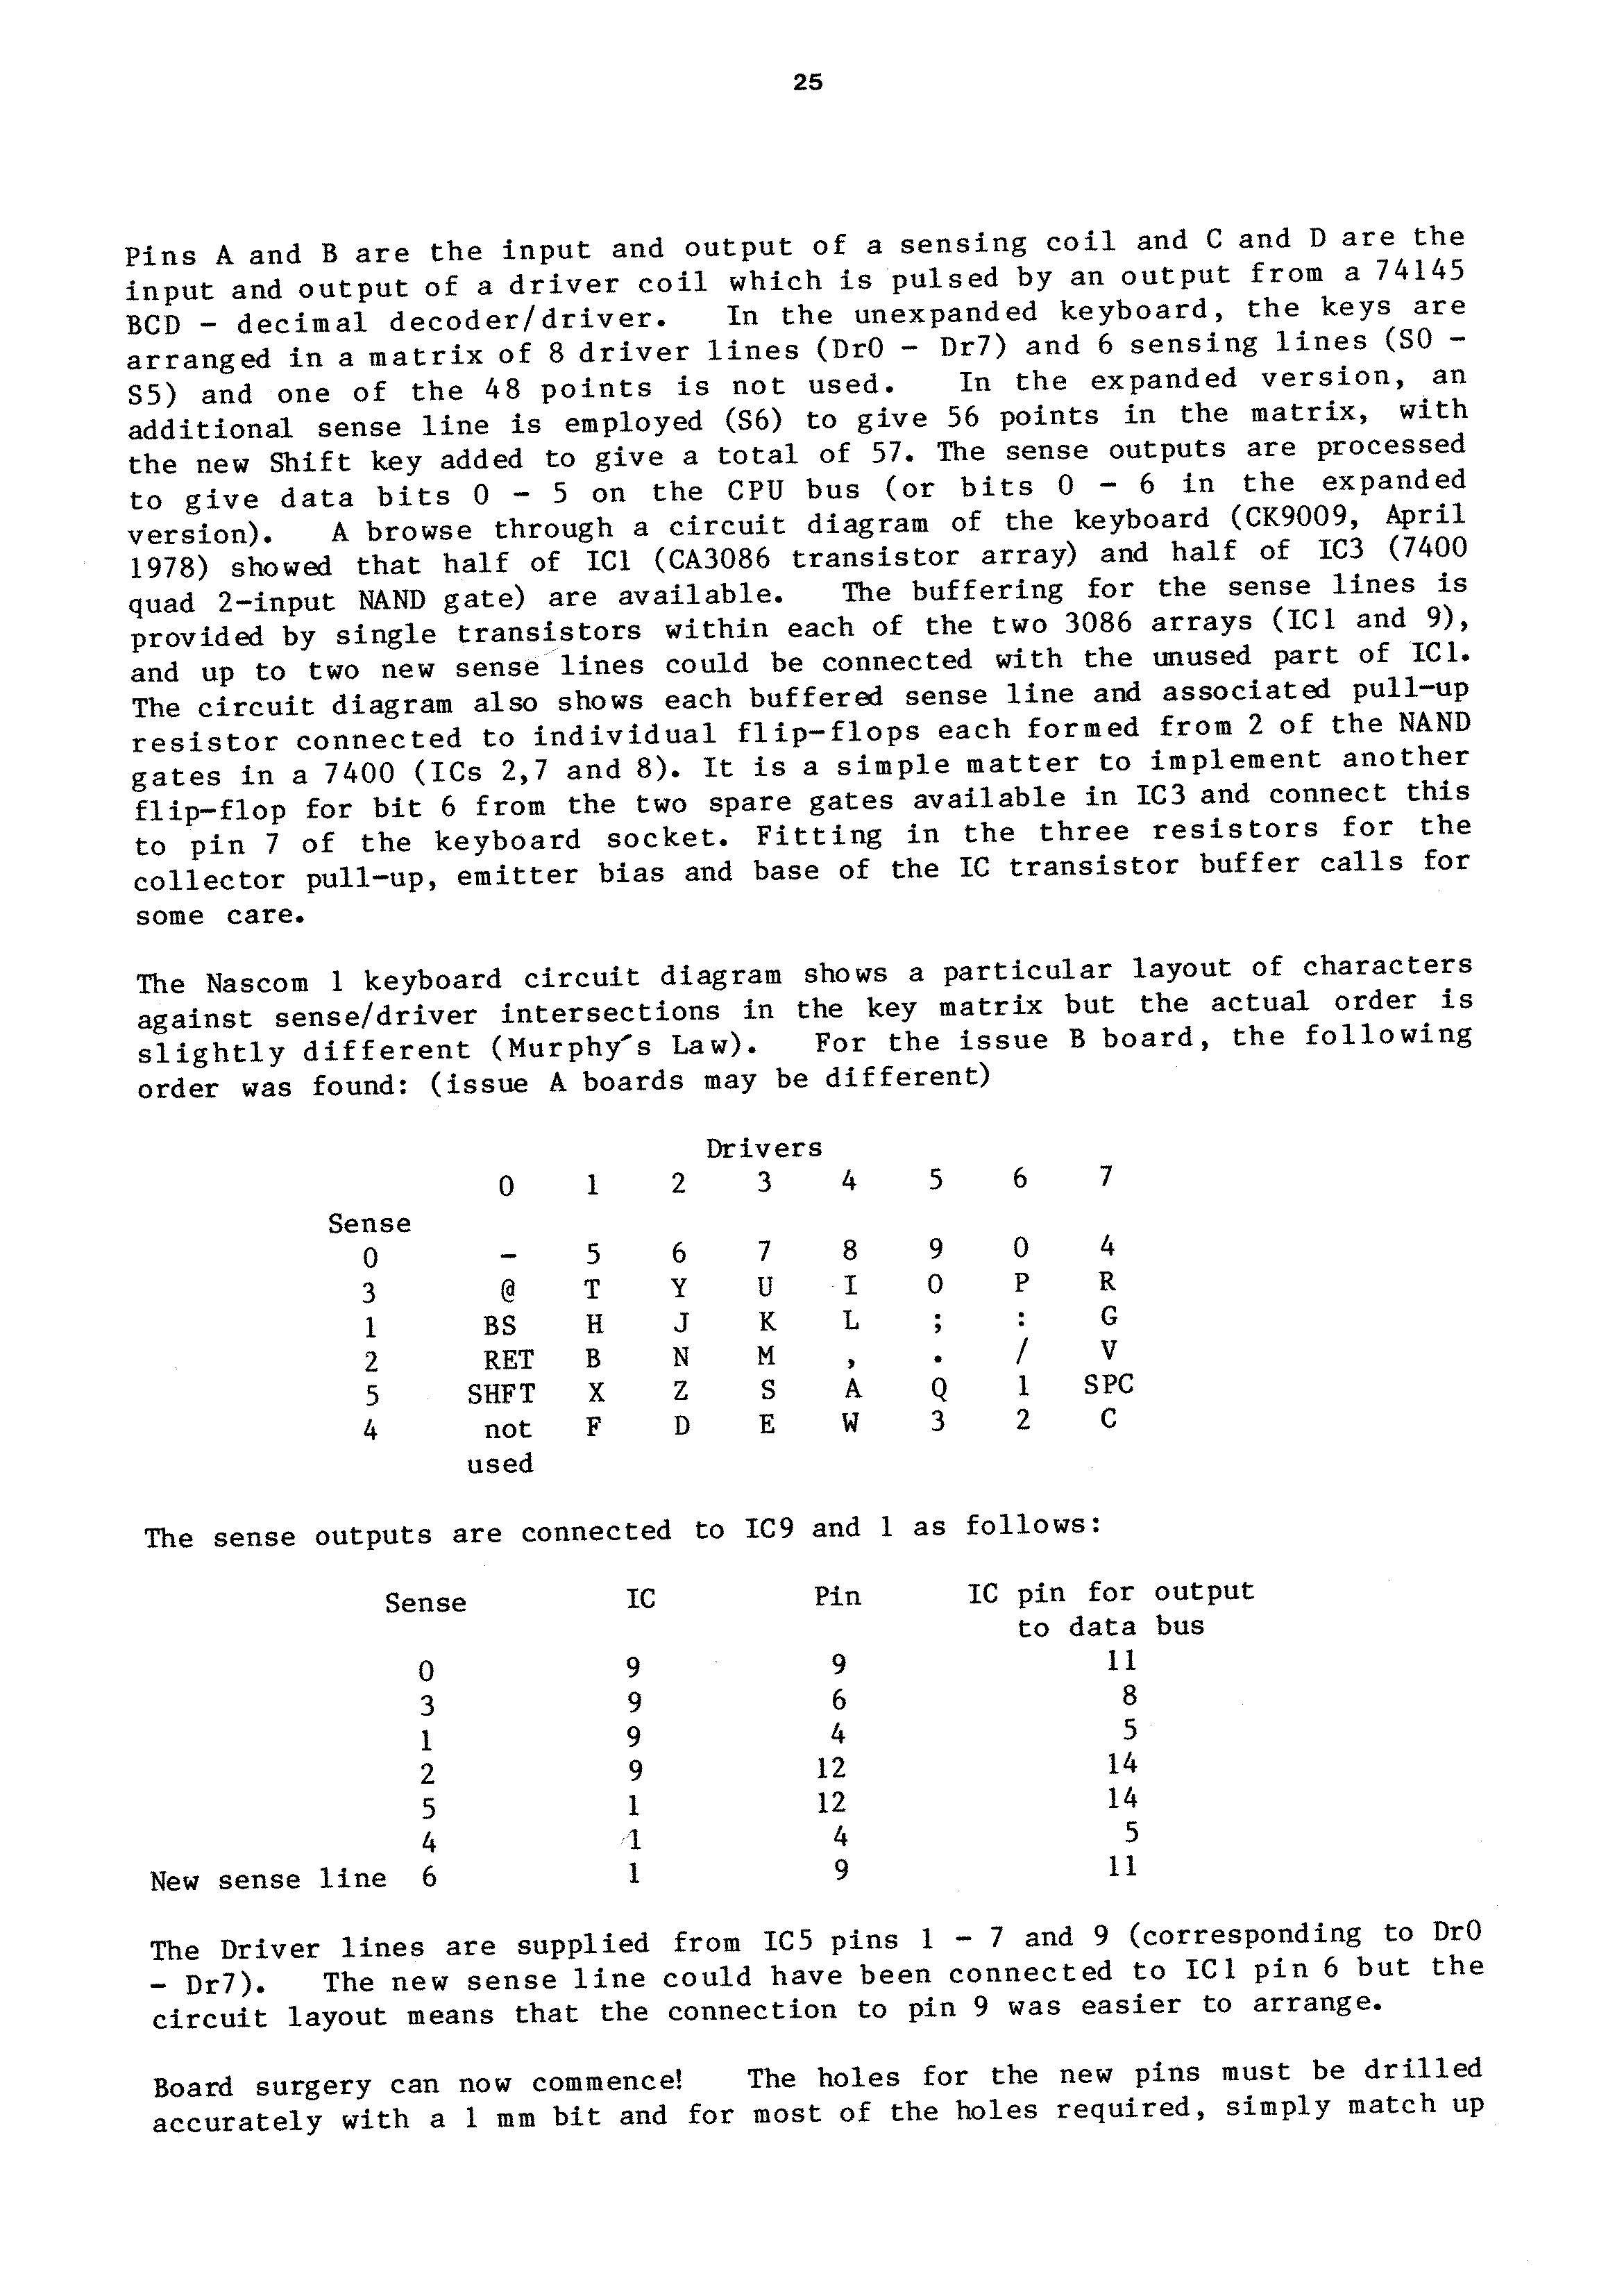 25
Pins A and B are the input and output of a sensing coil and C and D are the
input and output of a driver coil which is pulsed by an output from a 74145
BCD - decimal decoder/driver. In the unexpanded keyboard, the keys are
arranged in a matrix of 8 driver lines (Dr0 - Dr7) and 6 sensing lines (S0 -
S5) and one of the 48 points is not used. In the expanded version, an
additional sense line is employed (S6) to give 56 points in the matrix, with
the new Shift key added to give a total of 57. The sense outputs are processed
to give data bits 0 - 5 on the CPU bus (or bits 0 - 6 in the expanded
version). A browse through a circuit diagram of the keyboard (CK9009, April
1978) showed that half of IC1 (CA3086 transistor array) and half of IC3 (7400
quad 2-input NAND gate) are available. The buffering for the sense lines is
provided by single transistors within each of the two 3086 arrays (IC1 and 9),
and up to two new sense lines could be connected with the unused part of IC1.
The circuit diagram also shows each buffered sense line and associated pull-up
resistor connected to individual flip-flops each formed from 2 of the NAND
gates in a 7400 (ICs 2,7 and 8). It is a simple matter to implement another
flip-flop for bit 6 from the two spare gates available in IC3 and connect this
to pin 7 of the keyboard socket. Fitting in the three resistors for the
collector pull-up, emitter bias and base of the IC transistor buffer calls for
some care.
The Nascom 1 keyboard circuit diagram shows a particular layout of characters
against sense/driver intersections in the key matrix but the actual order is
slightly different (Murphy's Law). For the issue B board, the following
order was found: (issue A boards may be different)
Drivers
0 1 2 3 4 5 6 7
Sense
0 - 5 6 7 8 9 0 4
3 @ T Y U I O P R
1 BS H J K L ; : G
2 RET B N M , . / V
5 SHFT X Z S A Q 1 SPC
4 not F D E W 3 2 C
used
The sense outputs are connected to IC9 and 1 as follows:
Sense IC Pin IC pin for output
to data bus
0 9 9 11
3 9 6 8
1 9 4 5
2 9 12 14
5 1 12 14
4 1 4 5
New sense line 6 1 9 11
The Driver lines are supplied from IC5 pins 1 - 7 and 9 (corresponding to Dr0
- Dr7). The new sense line could have been connected to IC1 pin 6 but the
circuit layout means that the connection to pin 9 was easier to arrange.
Board surgery can now commence! The holes for the new pins must be drilled
accurately with a 1 mm bit and for most of the holes required, simply match up